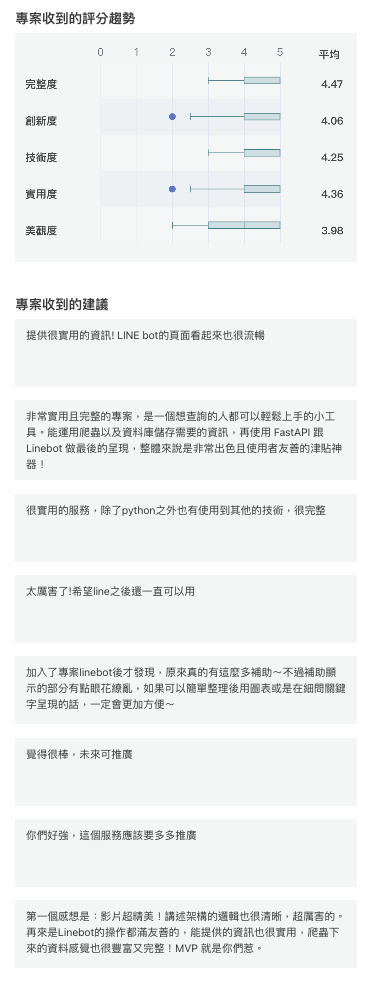 專案收到的評分趨勢
0 1 2 3 4 5 平均
完整度 4.47
創新度 4.06
技術度 4.25
實用度 4.36
美觀度 3.98
專案收到的建議
提供很實用的資訊! LINE bot的頁面看起來也很流暢
非常實用且完整的專案，是一個想查詢的人都可以輕鬆上手的小工
具。能運用爬蟲以及資料庫儲存需要的資訊，再使用 FastAPI 跟
Linebot 做最後的呈現，整體來說是非常出色且使用者友善的津貼神
器！
很實用的服務，除了python之外也有使用到其他的技術，很完整
太厲害了!希望line之後還一直可以用
加入了專案linebot後才發現，原來真的有這麼多補助～不過補助顯
示的部分有點眼花繚亂，如果可以簡單整理後用圖表或是在細問關鍵
字呈現的話，一定會更加方便～
覺得很棒，未來可推廣
你們好強，這個服務應該要多多推廣
第一個感想是：影片超精美！講述架構的邏輯也很清晰，超厲害的。
再來是Linebot的操作都滿友善的，能提供的資訊也很實用，爬蟲下
來的資料感覺也很豐富又完整！MVP 就是你們惹。